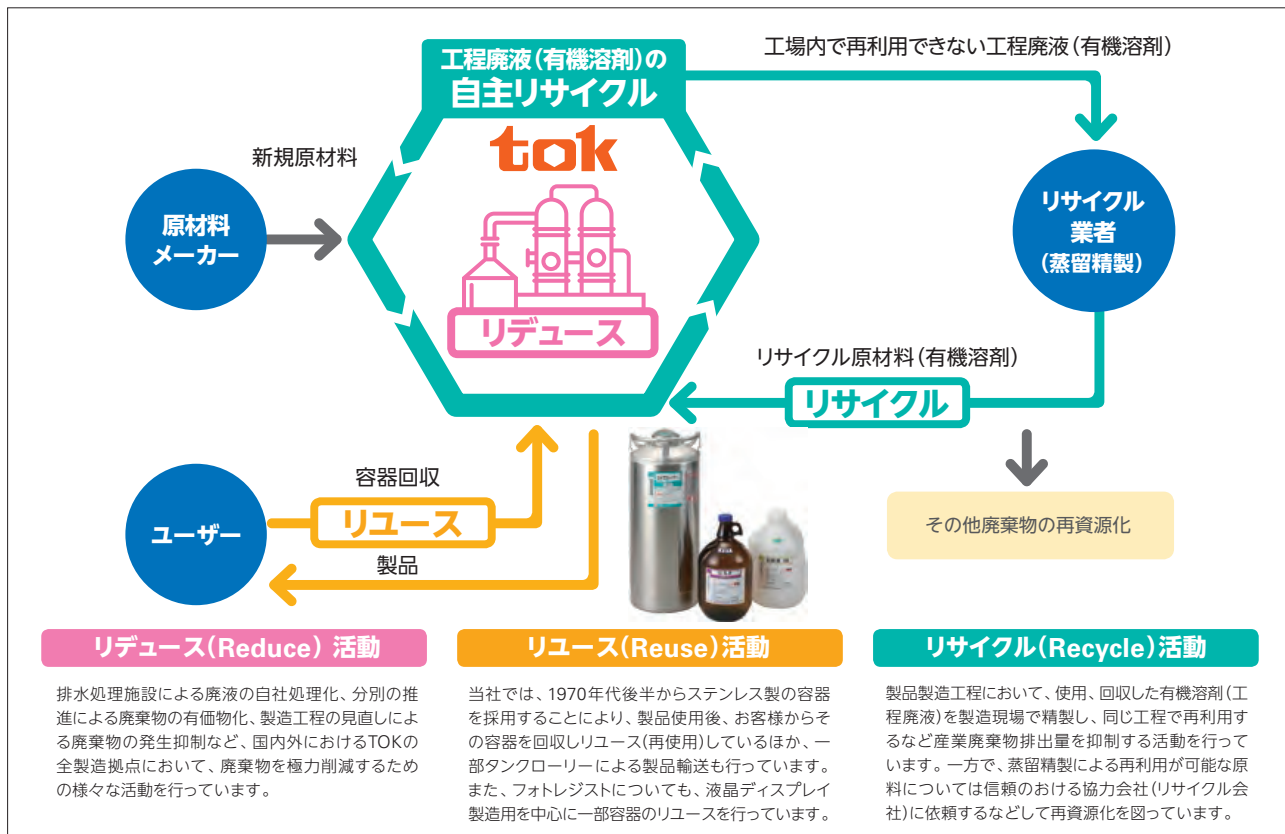 工程廃液(有機溶剤)の
自主リサイクル
工場内で再利用できない工程廃液(有機溶剤)
tok
新規原材料
原材料
メーカー
リサイクル
業者
(蒸留精製)
リデュース
リサイクル原材料(有機溶剤)
リサイクル
容器回収
リユース
ユーザー
製品
その他廃棄物の再資源化
リデュース(Reduce)活動
排水処理施設による廃液の自社処理化、分別の推
進による廃棄物の有価物化、製造工程の見直しによ
る廃棄物の発生抑制など、国内外におけるTOKの
全製造拠点において、廃棄物を極力削減するため
の様々な活動を行っています。
リユース(Reuse)活動
当社では、1970年代後半からステンレス製の容器
を採用することにより、製品使用後、お客様からそ
の容器を回収しリユース(再使用)しているほか、一
部タンクローリーによる製品輸送も行っています。
また、フォトレジストについても、液晶ディスプレイ
製造用を中心に一部容器のリユースを行っています。
リサイクル(Recycle)活動
製品製造工程において、使用、回収した有機溶剤(工
程廃液)を製造現場で精製し、同じ工程で再利用す
るなど産業廃棄物排出量を抑制する活動を行って
います。一方で、蒸留精製による再利用が可能な原
料については信頼のおける協力会社(リサイクル会
社)に依頼するなどして再資源化を図っています。